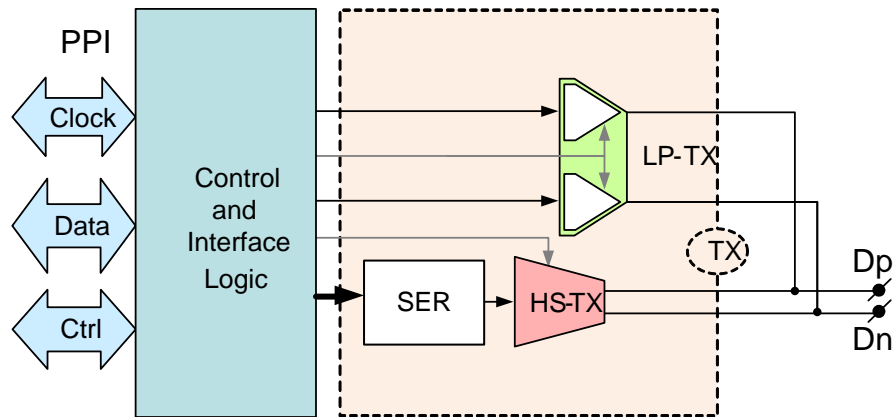 PPI
Clock
Data
Ctrl
Control
and
Interface
Logic
LP-TX
TX
SER
HS-TX
Dp
Dn